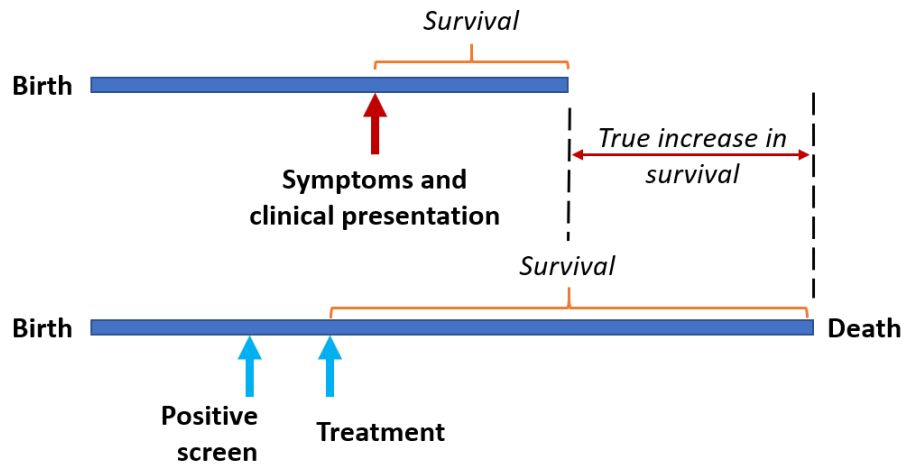 Survival
Birth
True increase in
survival
Symptoms and
clinical presentation
Survival
Birth
Death
Positive
screen
Treatment